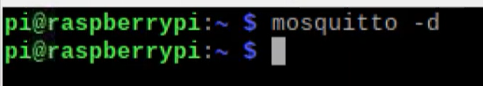 pi@raspberrypi:~ $ mosquitto -d
pi@raspberrypi:~ $